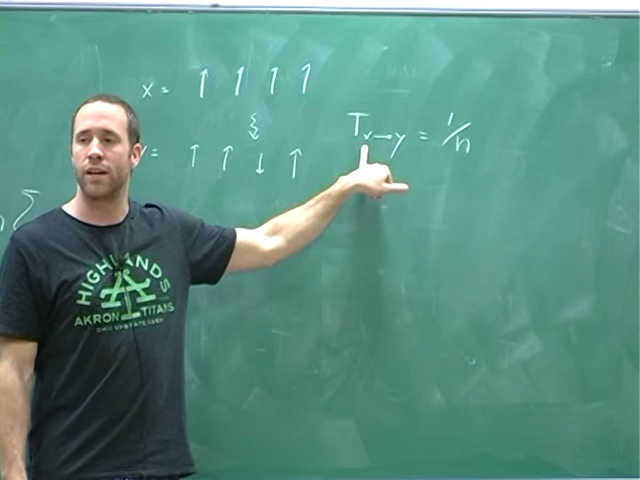 x = ↑ ↑ ↑ ↑
y = ↑ ↑ ↓ ↑
T x→y = 1/n
HIGHLANDS
AKRON TITANS